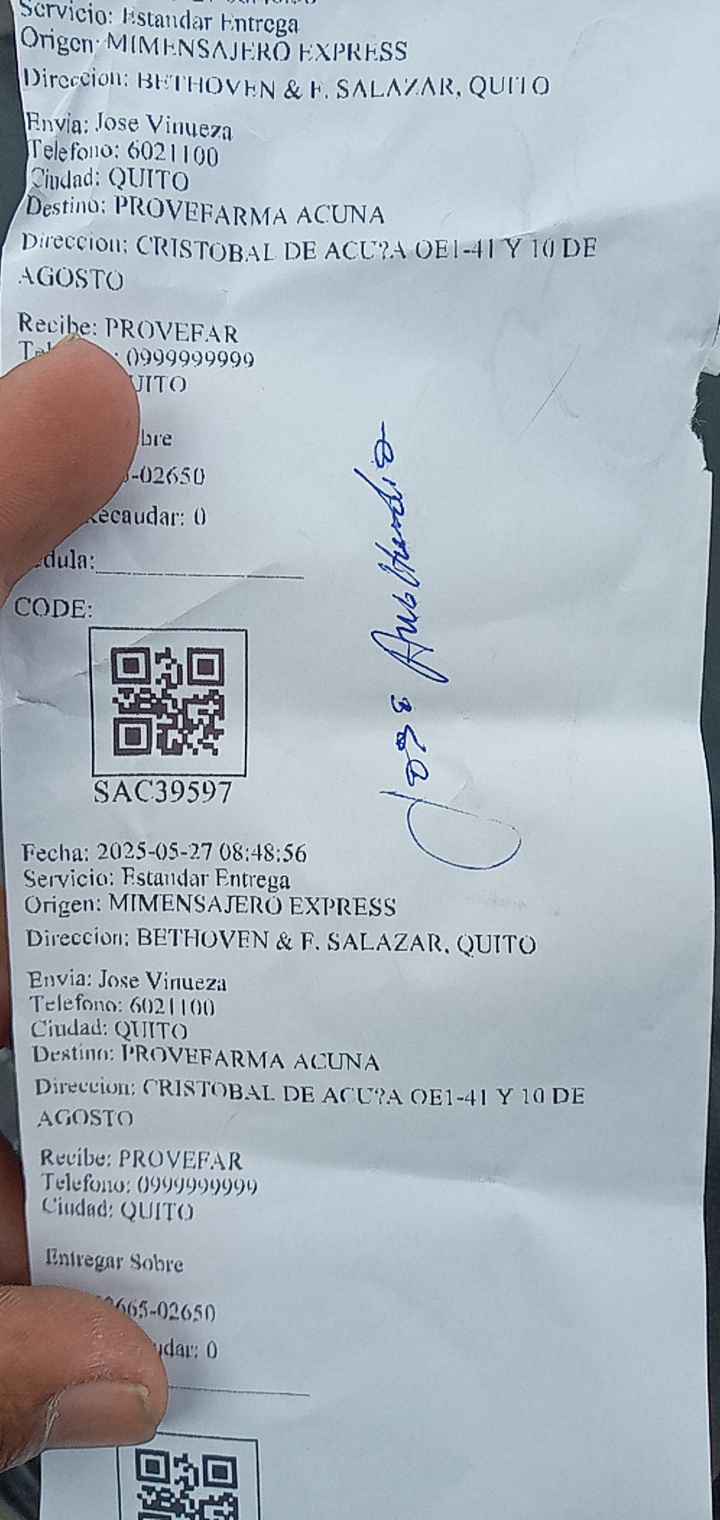 Servicio: Estandar Entrega
Origen: MIMENSAJERO EXPRESS
Direccion: BETHOVEN & F. SALAZAR, QUITO
Envia: Jose Vinueza
Telefono: 6021100
Ciudad: QUITO
Destino: PROVEFARMA ACUNA
Direccion: CRISTOBAL DE ACU?A OE1-41 Y 10 DE
AGOSTO
Recibe: PROVEFAR
0999999999
UITO
bre
-02650
ecaudar: 0
dula:
CODE:
SAC39597
Jose
Fecha: 2025-05-27 08:48:56
Servicio: Estandar Entrega
Origen: MIMENSAJERO EXPRESS
Direccion: BETHOVEN & F. SALAZAR, QUITO
Envia: Jose Vinueza
Telefono: 6021100
Ciudad: QUITO
Destino: PROVEFARMA ACUNA
Direccion: CRISTOBAL DE ACU?A OE1-41 Y 10 DE
AGOSTO
Recibe: PROVEFAR
Telefono: 0999999999
Ciudad: QUITO
Entregar Sobre
665-02650
udar: 0